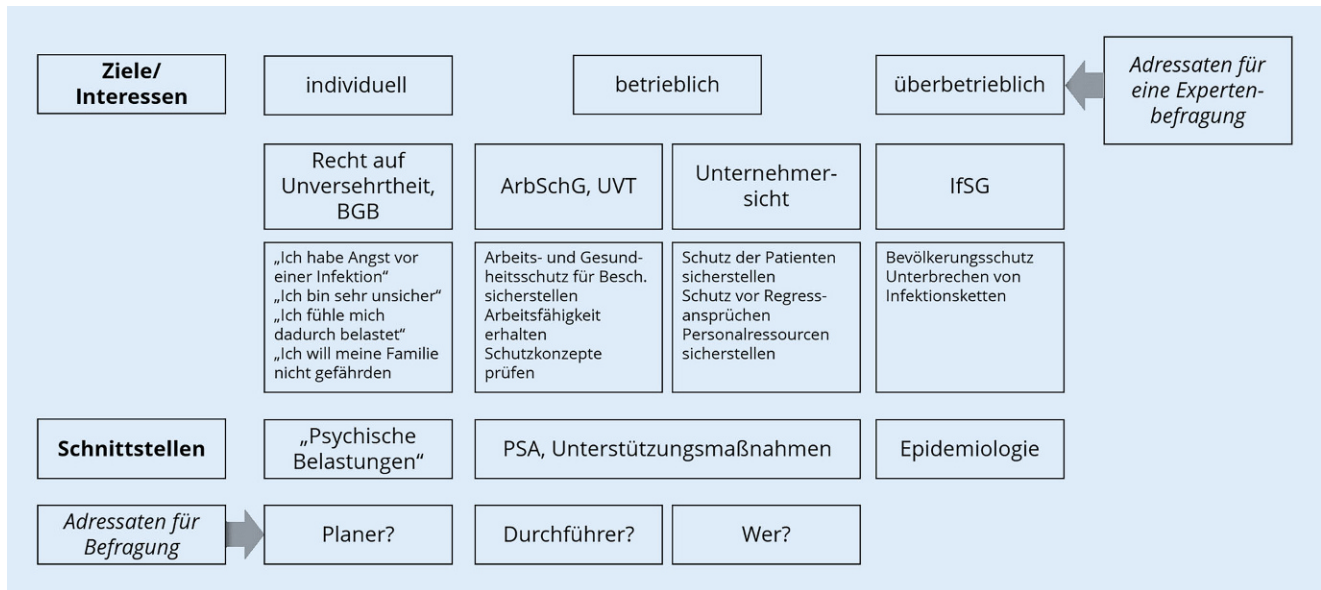 Ziele/
Interessen
individuell
betrieblich
überbetrieblich
Adressaten für
eine Experten-
befragung
Recht auf
Unversehrtheit,
BGB
ArbSchG, UVT
Unternehmer-
sicht
IfSG
„Ich habe Angst vor
einer Infektion“
„Ich bin sehr unsicher“
„Ich fühle mich
dadurch belastet“
„Ich will meine Familie
nicht gefährden
Arbeits- und Gesund-
heitsschutz für Besch.
sicherstellen
Arbeitsfähigkeit
erhalten
Schutzkonzepte
prüfen
Schutz der Patienten
sicherstellen
Schutz vor Regress-
ansprüchen
Personalressourcen
sicherstellen
Bevölkerungsschutz
Unterbrechen von
Infektionsketten
Schnittstellen
„Psychische
Belastungen“
PSA, Unterstützungsmaßnahmen
Epidemiologie
Adressaten für
Befragung
Planer?
Durchführer?
Wer?